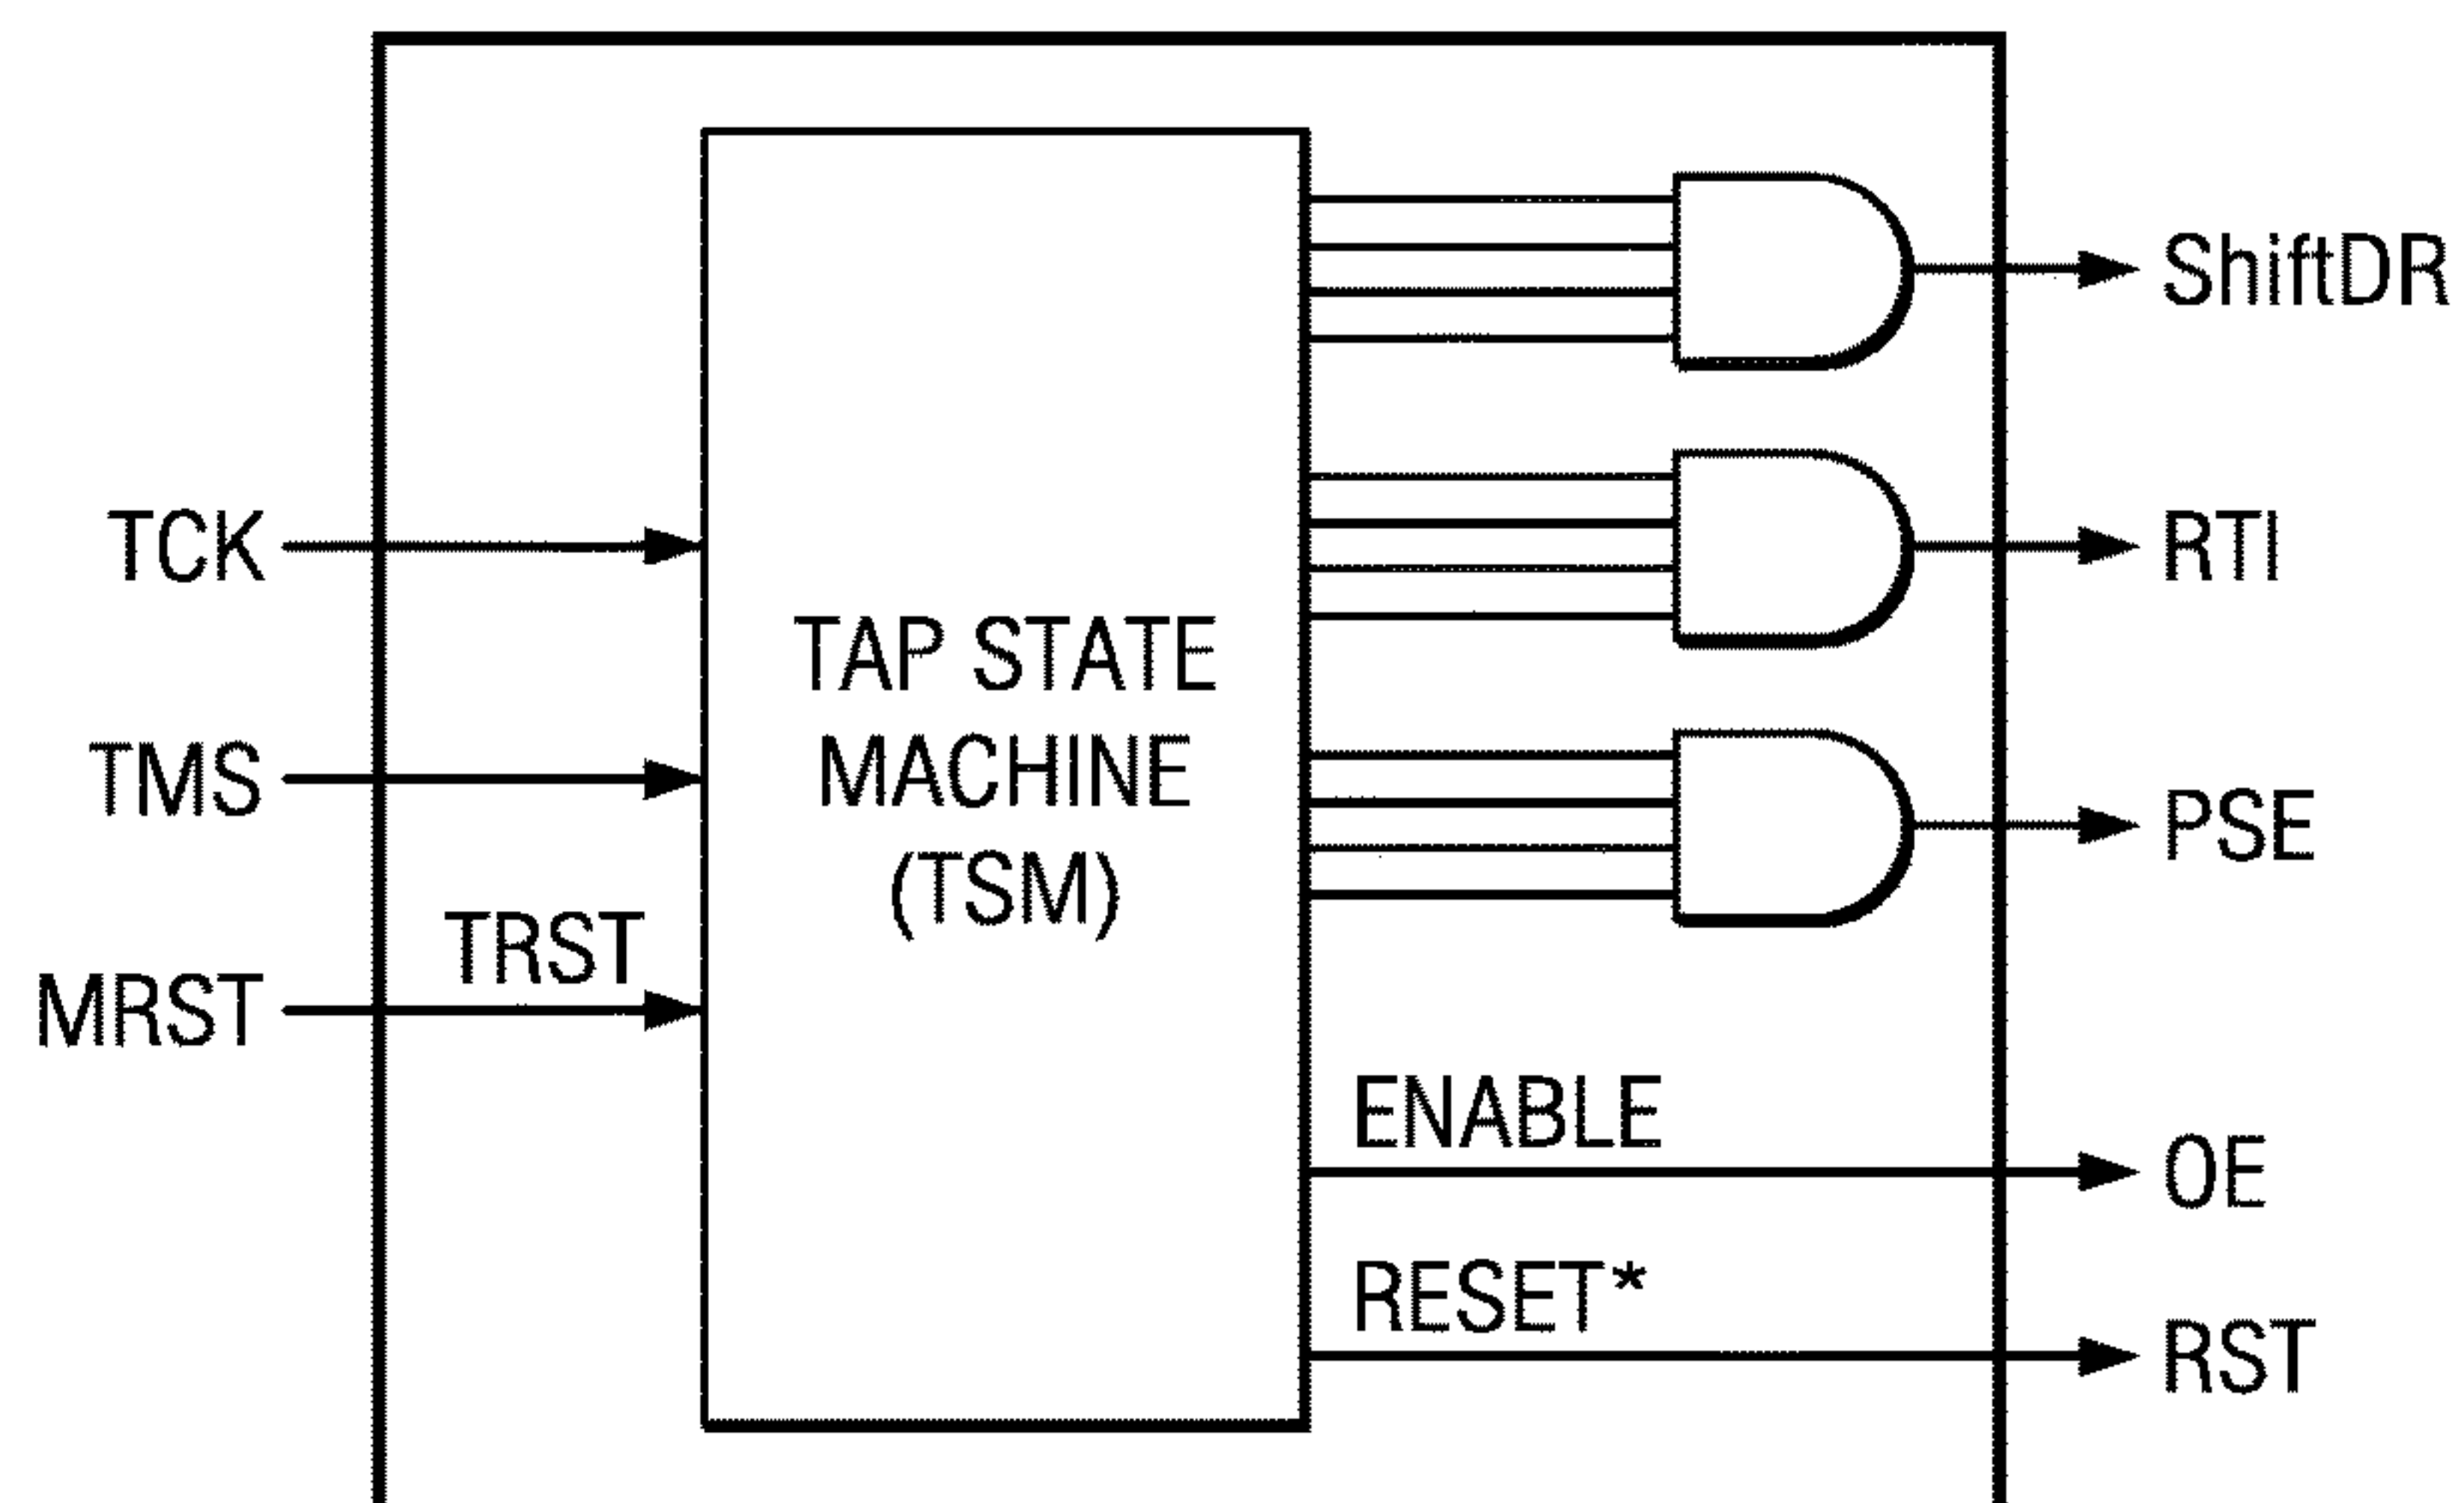 ShiftDR
TCK
RTI
TAP STATE
MACHINE
(TSM)
TMS
PSE
TRST
MRST
ENABLE
OE
RESET*
RST